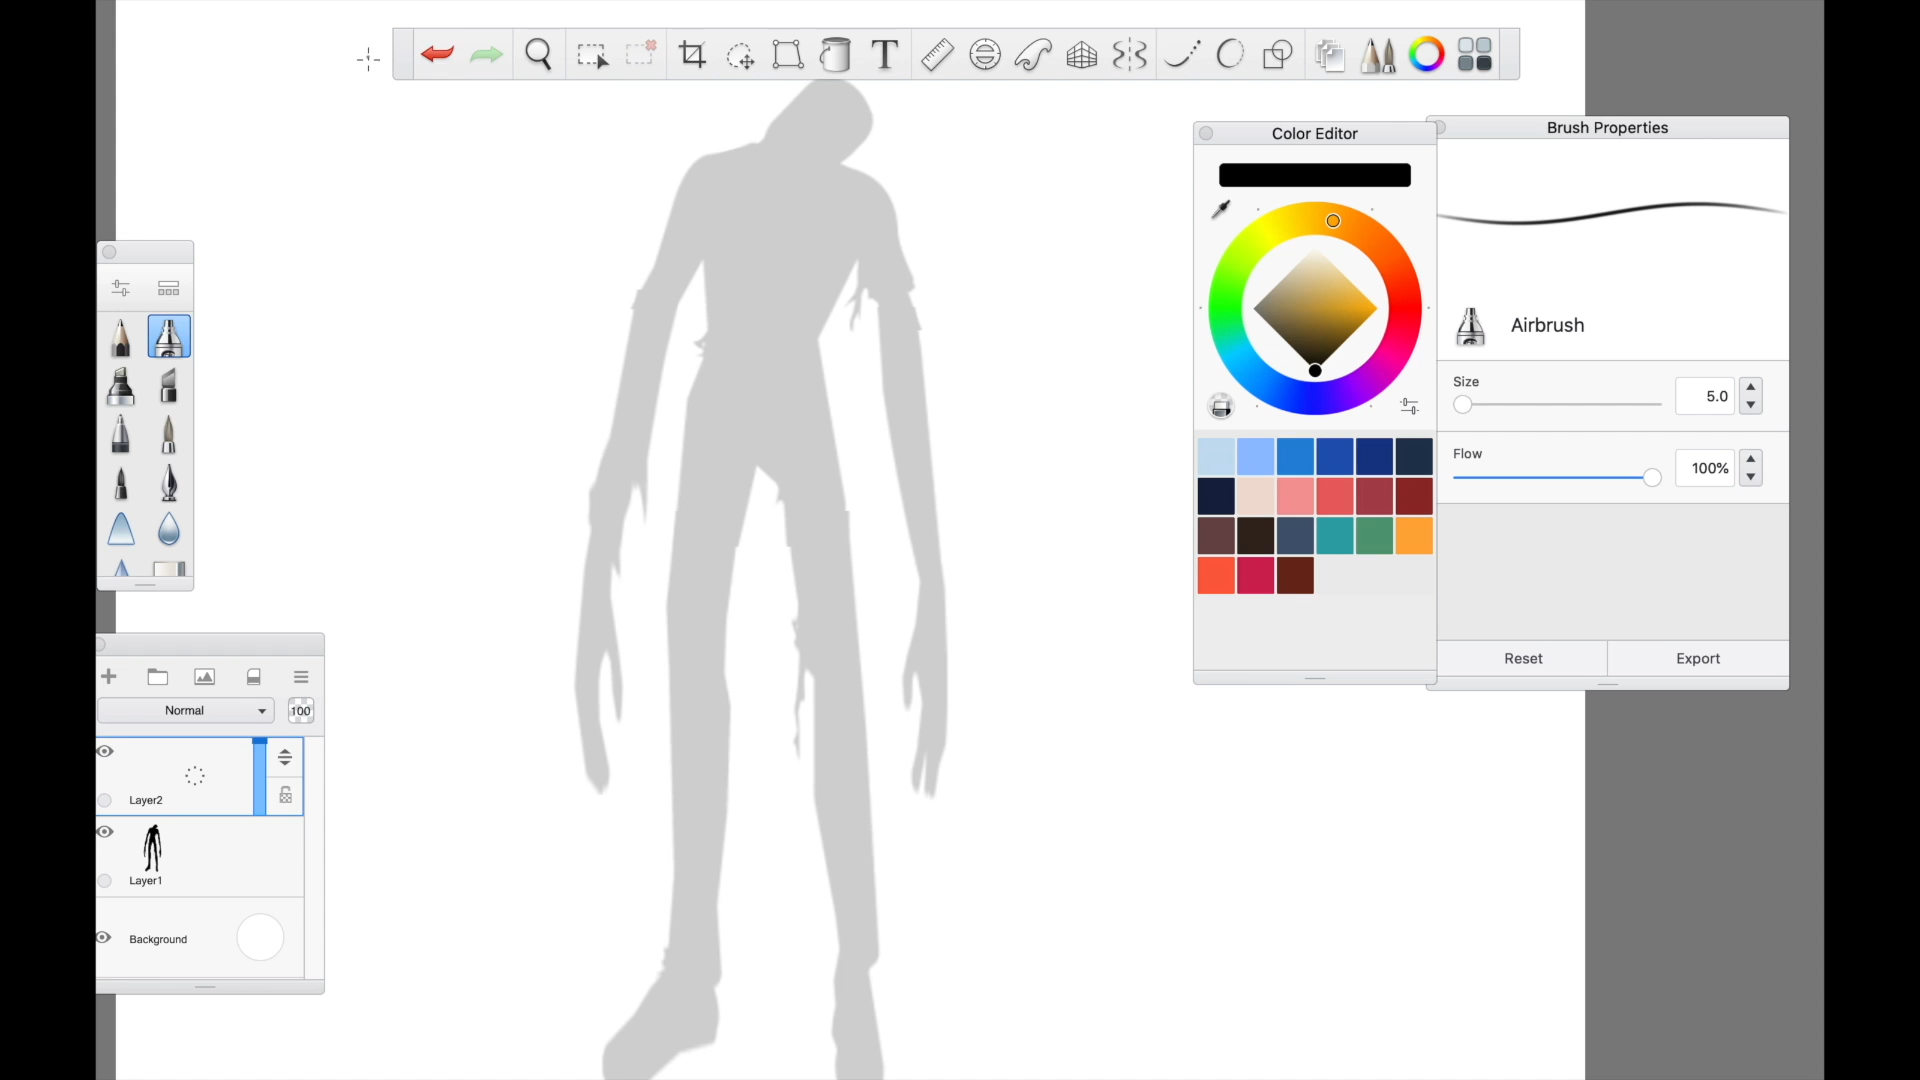 T
Color Editor
Brush Properties
Airbrush
Size
5.0
Flow
100%
Reset
Export
Normal
100
Layer2
Layer1
Background